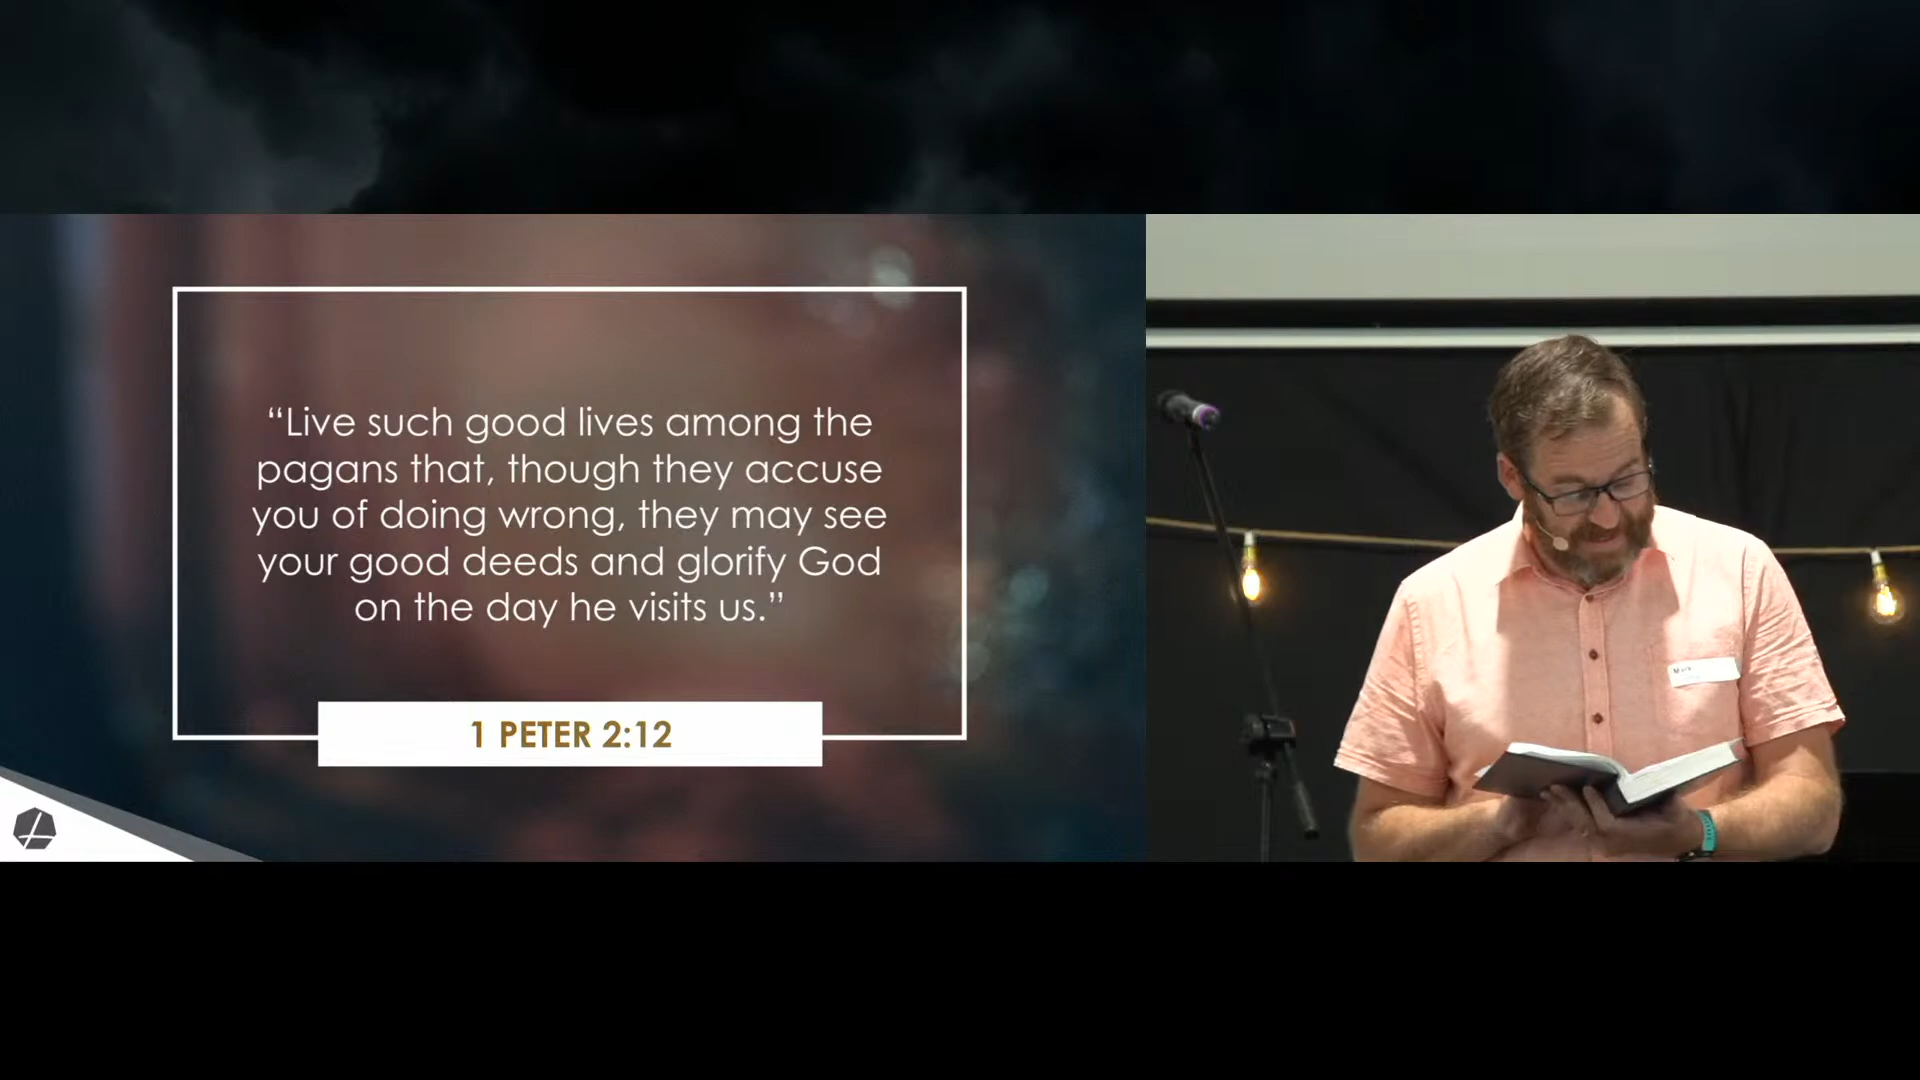 “Live such good lives among the
pagans that, though they accuse
you of doing wrong, they may see
your good deeds and glorify God
on the day he visits us.”
1 PETER 2:12
Mark